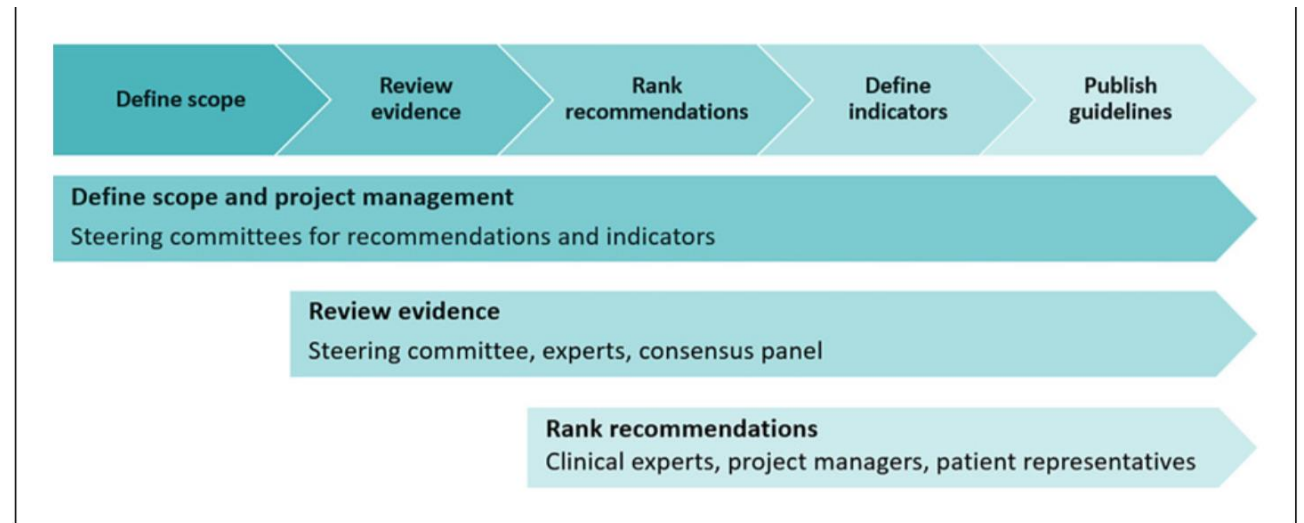 Define scope
Review
evidence
Rank
recommendations
Define
indicators
Publish
guidelines
Define scope and project management
Steering committees for recommendations and indicators
Review evidence
Steering committee, experts, consensus panel
Rank recommendations
Clinical experts, project managers, patient representatives